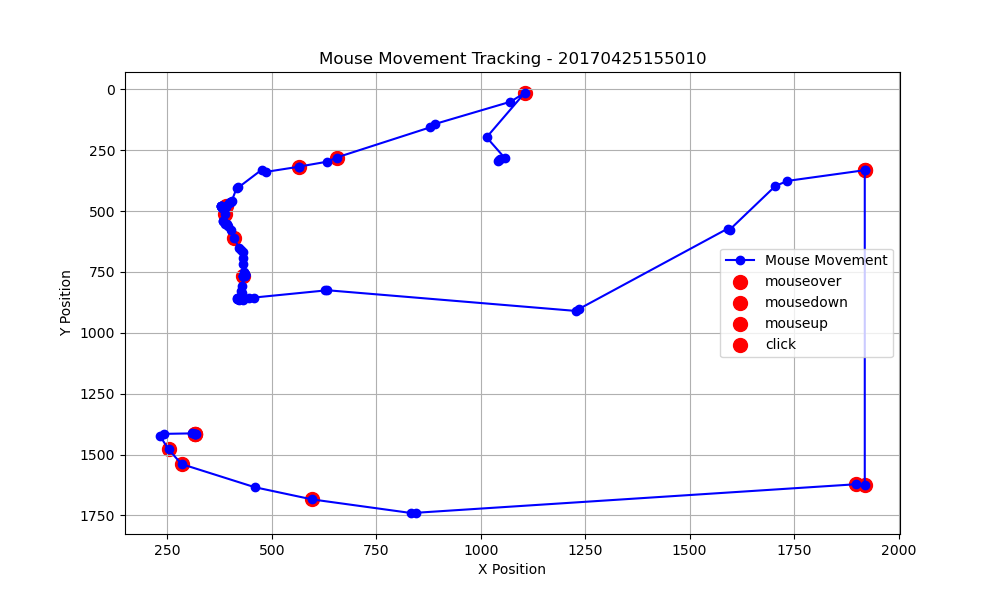 Mouse Movement Tracking - 20170425155010
Y Position
0
250
500
750
1000
1250
1500
1750
Mouse Movement
mouseover
mousedown
mouseup
click
250 500 750 1000 1250 1500 1750 2000
X Position